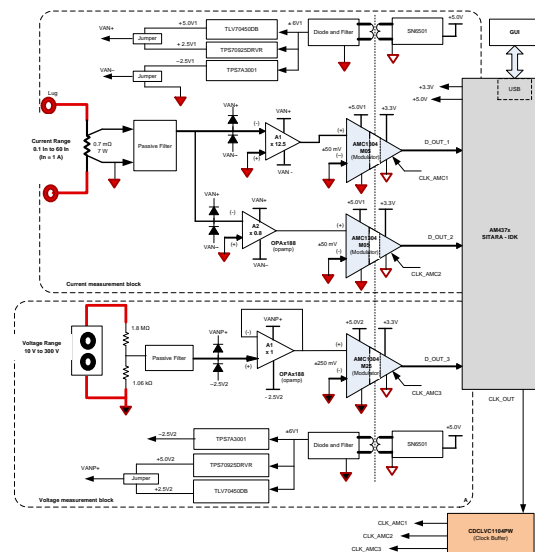 +5.0V1
TLV70450DB
± 6V1
Diode and Filter
SN6501
+5.0V
GUI
VAN+
Jumper
+ 2.5V1
TPS70925DRVR
−2.5V1
TPS7A3001
VAN−
Jumper
USB
+3.3V
+5.0V
Lug
Current Range
0.1 In to 60 In
(In = 1 A)
0.7 mΩ
7 W
Passive Filter
VAN+
VAN−
(-)
(+)
VAN+
A1
x 12.5
VAN -
+5.0V1
+3.3V
(+)
±50 mV
(−)
AMC1304
M05
(Modulator)
D_OUT_1
CLK_AMC1
VAN+
VAN−
(-)
(+)
VAN+
A2
x 0.8
VAN−
OPAx188
(opamp)
+5.0V1
+3.3V
(+)
±50 mV
(−)
AMC1304
M05
(Modulator)
D_OUT_2
CLK_AMC2
AM437x
SITARA - IDK
Current measurement block
Voltage Range
10 V to 300 V
1.8 MΩ
1.06 kΩ
Passive Filter
VANP+
−2.5V2
(-)
(+)
VANP+
A1
x 1
- 2.5V2
OPAx188
(opamp)
+5.0V2
+3.3V
(+)
±250 mV
(−)
AMC1304
M25
(Modulator)
D_OUT_3
CLK_AMC3
CLK_OUT
−2.5V2
TPS7A3001
+6V1
Diode and Filter
SN6501
+5.0V
VANP+
Jumper
+5.0V2
TPS70925DRVR
+2.5V2
TLV70450DB
Voltage measurement block
A
CLK_AMC1
CLK_AMC2
CLK_AMC3
CDCLVC1104PW
(Clock Buffer)